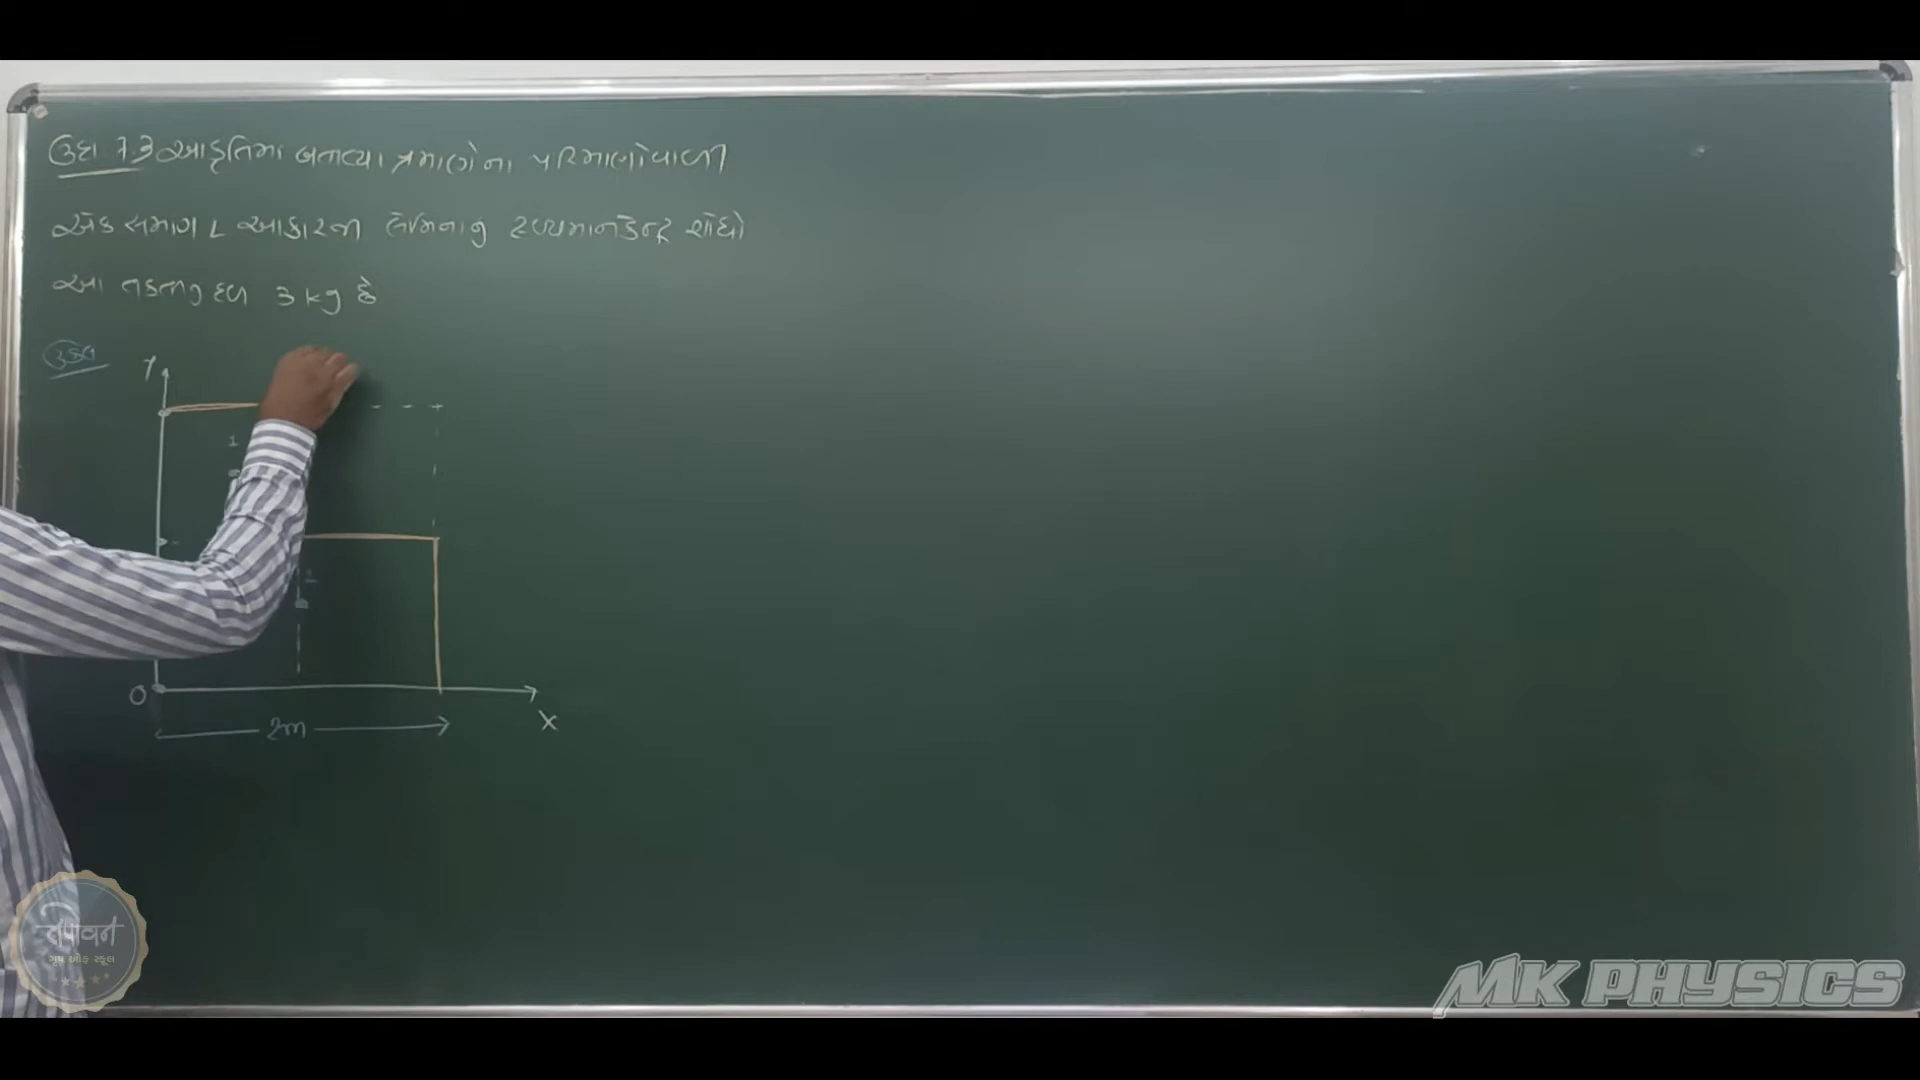 ઉદા 7.3 આકૃતિમાં બતાવ્યા પ્રમાણેના પરિમાણોવાળી
એક સમાંગ L આકારની લેમિનાનું દ્રવ્યમાનકેન્દ્ર શોધો
આ તકતીનું દળ 3 kg છે
ઉકેલ
Y
1
1
O
X
2m
તપોવન
ગ્રુપ ઓફ સ્કૂલ
MK PHYSICS